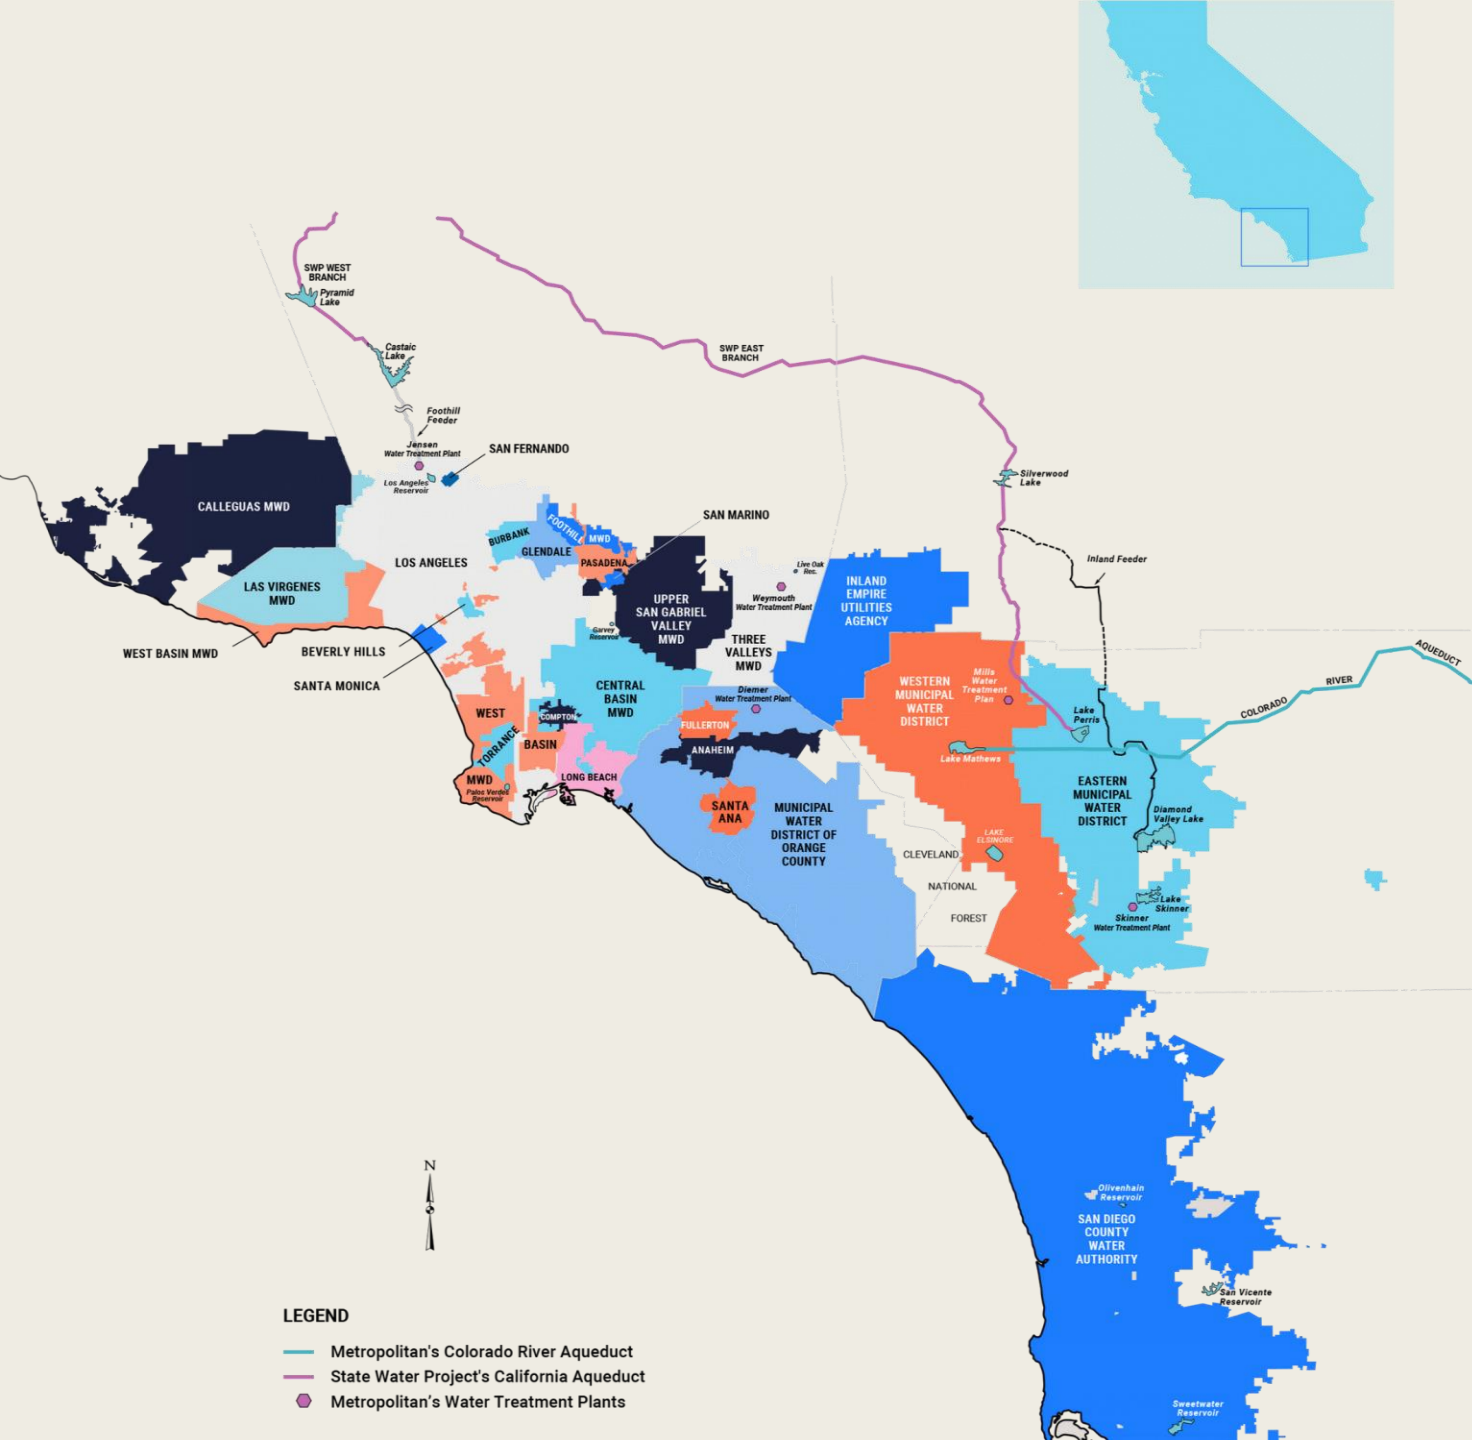 SWP WEST
BRANCH
Pyramid
Lake
Castaic
Lake
SWP EAST
BRANCH
Foothill
Feeder
Jensen
Water Treatment Plant
SAN FERNANDO
Los Angeles
Reservoir
Silverwood
Lake
CALLEGUAS MWD
SAN MARINO
FOOTHILL
MWD
BURBANK
GLENDALE
PASADENA
LOS ANGELES
Inland Feeder
Live Oak
Rec.
Weymouth
Water Treatment Plant
INLAND
EMPIRE
UTILITIES
AGENCY
LAS VIRGENES
MWD
UPPER
SAN GABRIEL
VALLEY
MWD
Garvey
Reservoir
THREE
VALLEYS
MWD
WEST BASIN MWD
BEVERLY HILLS
SANTA MONICA
COLORADO
RIVER
AQUEDUCT
CENTRAL
BASIN
MWD
Diemer
Water Treatment Plant
WESTERN
MUNICIPAL
WATER
DISTRICT
Mills
Water
Treatment
Plan
Lake
Perris
WEST
COMPTON
FULLERTON
TORRANCE
BASIN
ANAHEIM
Lake Mathews
MWD
LONG BEACH
Palos Verdes
Reservoir
SANTA
ANA
MUNICIPAL
WATER
DISTRICT OF
ORANGE
COUNTY
EASTERN
MUNICIPAL
WATER
DISTRICT
Diamond
Valley Lake
LAKE
ELSINORE
CLEVELAND
NATIONAL
FOREST
Lake
Skinner
Skinner
Water Treatment Plant
N
Olivenhain
Reservoir
SAN DIEGO
COUNTY
WATER
AUTHORITY
San Vicente
Reservoir
Sweetwater
Reservoir
LEGEND
Metropolitan's Colorado River Aqueduct
State Water Project's California Aqueduct
Metropolitan's Water Treatment Plants